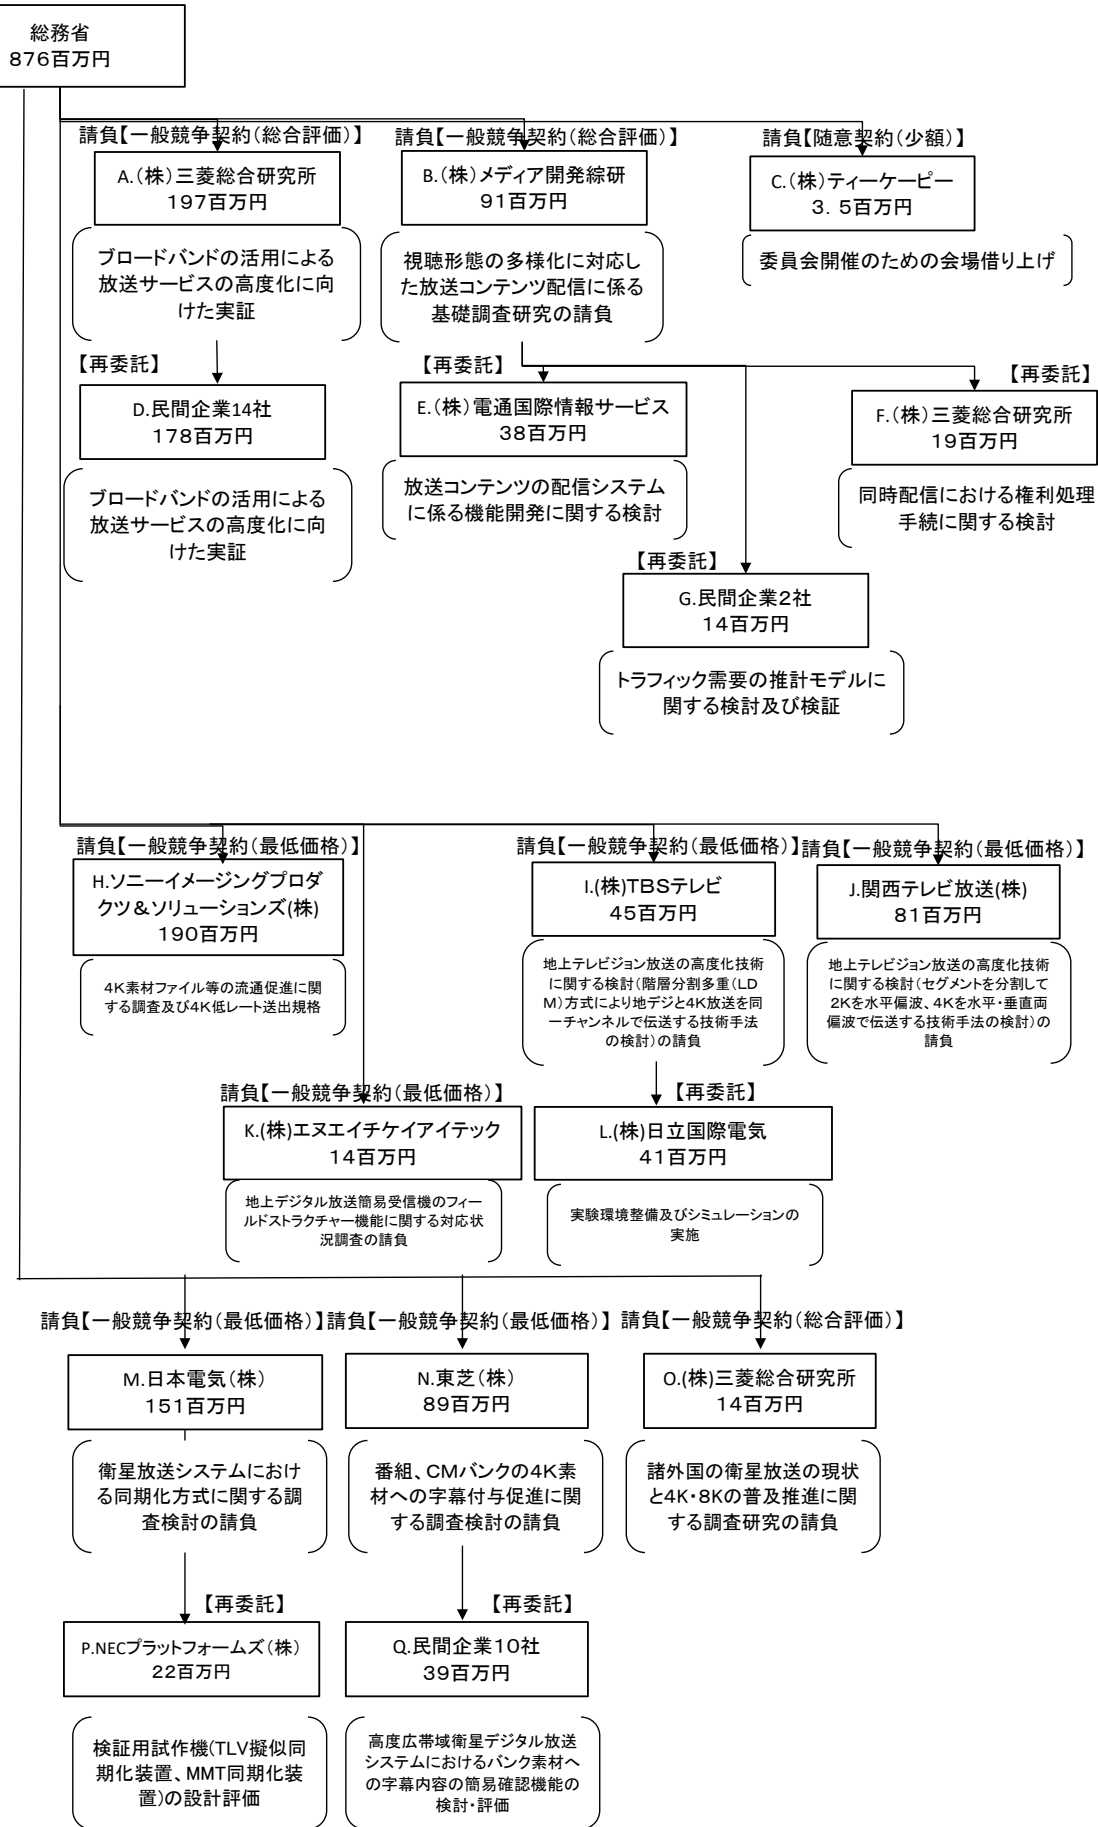 総務省
876百万円
請負【一般競争契約(総合評価)】
A.(株)三菱総合研究所
197百万円
ブロードバンドの活用による
放送サービスの高度化に向
けた実証
請負【一般競争契約(総合評価)】
B.(株)メディア開発綜研
91百万円
視聴形態の多様化に対応し
た放送コンテンツ配信に係る
基礎調査研究の請負
請負【随意契約(少額)】
C.(株)ティーケーピー
3.5百万円
委員会開催のための会場借り上げ
【再委託】
D.民間企業14社
178百万円
ブロードバンドの活用による
放送サービスの高度化に向
けた実証
【再委託】
E.(株)電通国際情報サービス
38百万円
放送コンテンツの配信システム
に係る機能開発に関する検討
【再委託】
F.(株)三菱総合研究所
19百万円
同時配信における権利処理
手続に関する検討
【再委託】
G.民間企業2社
14百万円
トラフィック需要の推計モデルに
関する検討及び検証
請負【一般競争契約(最低価格)】
H.ソニーイメージングプロダ
クツ&ソリューションズ(株)
190百万円
4K素材ファイル等の流通促進に関
する調査及び4K低レート送出規格
請負【一般競争契約(最低価格)】
I.(株)TBSテレビ
45百万円
地上テレビジョン放送の高度化技術
に関する検討(階層分割多重(LD
M)方式により地デジと4K放送を同
一チャンネルで伝送する技術手法
の検討)の請負
請負【一般競争契約(最低価格)】
J.関西テレビ放送(株)
81百万円
地上テレビジョン放送の高度化技術
に関する検討(セグメントを分割して
2Kを水平偏波、4Kを水平・垂直両
偏波で伝送する技術手法の検討)の
請負
請負【一般競争契約(最低価格)】
K.(株)エヌエイチケイアイテック
14百万円
地上デジタル放送簡易受信機のフィー
ルドストラクチャー機能に関する対応状
況調査の請負
【再委託】
L.(株)日立国際電気
41百万円
実験環境整備及びシミュレーションの
実施
請負【一般競争契約(最低価格)】
M.日本電気(株)
151百万円
衛星放送システムにおけ
る同期化方式に関する調
査検討の請負
請負【一般競争契約(最低価格)】
N.東芝(株)
89百万円
番組、CMバンクの4K素
材への字幕付与促進に関
する調査検討の請負
請負【一般競争契約(総合評価)】
O.(株)三菱総合研究所
14百万円
諸外国の衛星放送の現状
と4K・8Kの普及推進に関
する調査研究の請負
【再委託】
P.NECプラットフォームズ(株)
22百万円
検証用試作機(TLV擬似同
期化装置、MMT同期化装
置)の設計評価
【再委託】
Q.民間企業10社
39百万円
高度広帯域衛星デジタル放送
システムにおけるバンク素材へ
の字幕内容の簡易確認機能の
検討・評価